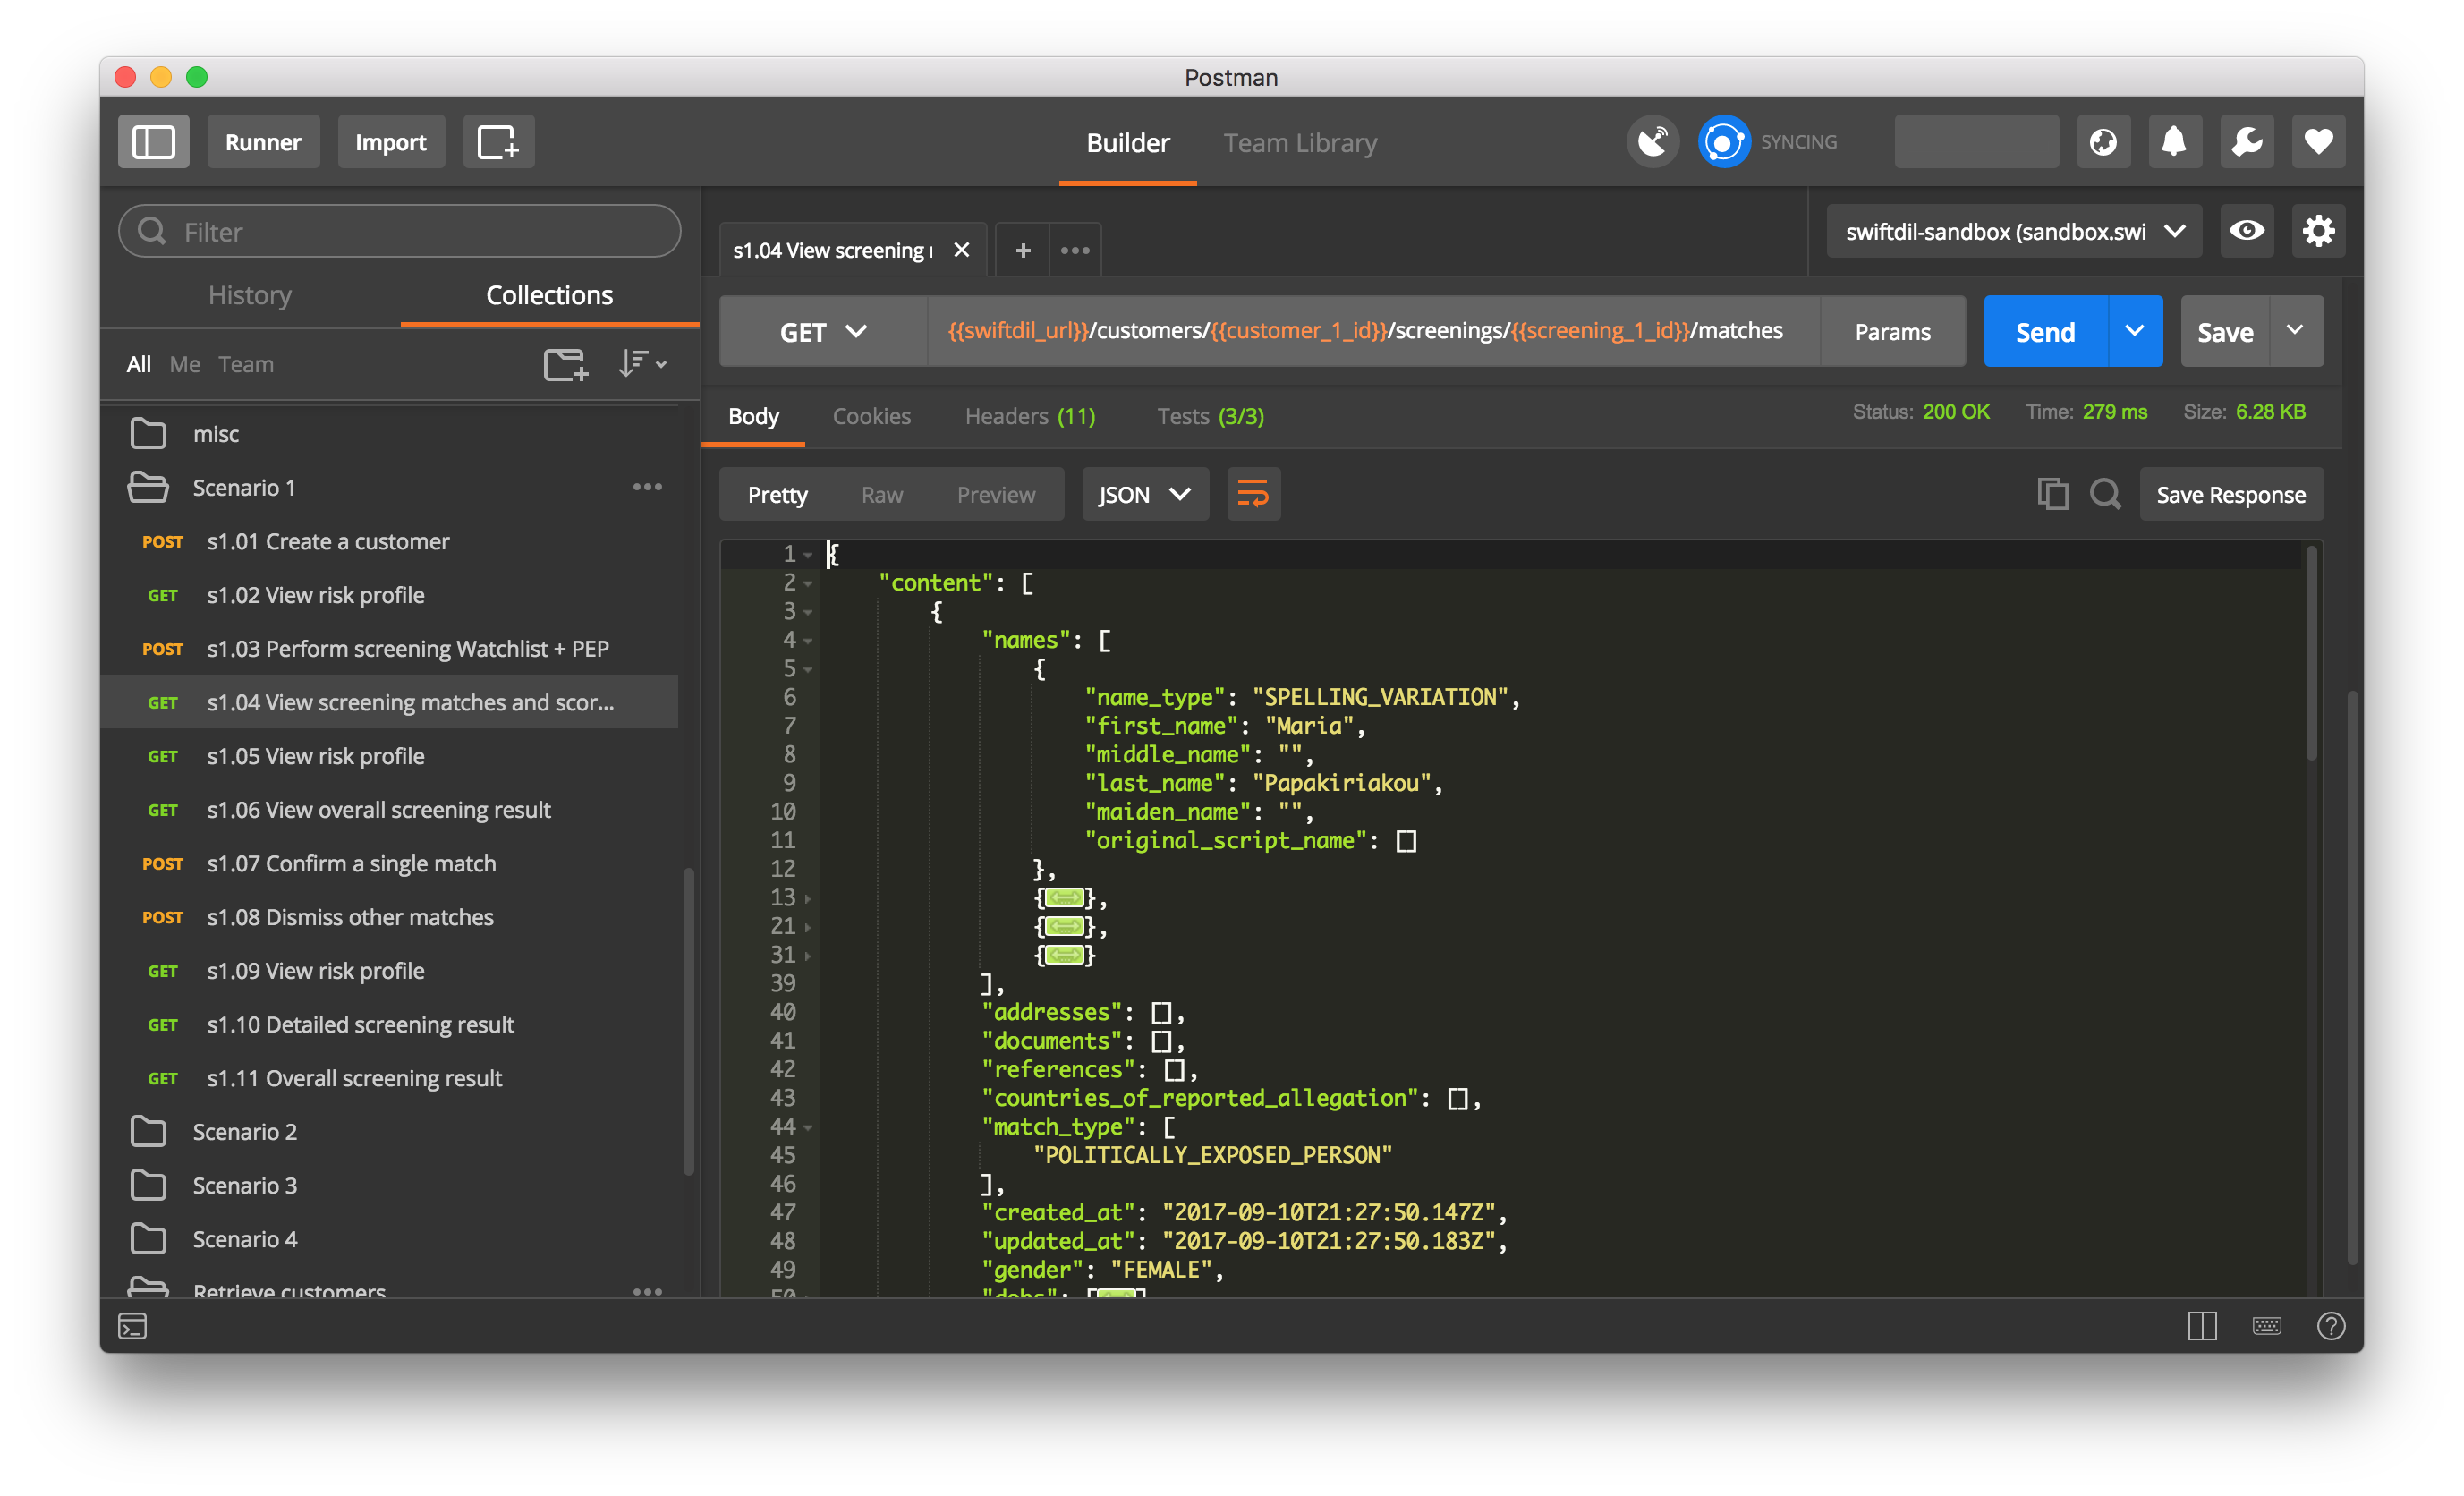 Postman
Runner
Import
Builder
Team Library
SYNCING
Filter
History
Collections
All Me Team
misc
Scenario 1
POST s1.01 Create a customer
GET s1.02 View risk profile
POST s1.03 Perform screening Watchlist + PEP
GET s1.04 View screening matches and scor...
GET s1.05 View risk profile
GET s1.06 View overall screening result
POST s1.07 Confirm a single match
POST s1.08 Dismiss other matches
GET s1.09 View risk profile
GET s1.10 Detailed screening result
GET s1.11 Overall screening result
Scenario 2
Scenario 3
Scenario 4
Retrieve customers
s1.04 View screening
swiftdil-sandbox (sandbox.swi
GET {{swiftdil_url}}/customers/{{customer_1_id}}/screenings/{{screening_1_id}}/matches Params Send Save
Body Cookies Headers (11) Tests (3/3) Status: 200 OK Time: 279 ms Size: 6.28 KB
Pretty Raw Preview JSON Save Response
1 {
2 "content": [
3 {
4 "names": [
5 {
6 "name_type": "SPELLING_VARIATION",
7 "first_name": "Maria",
8 "middle_name": "",
9 "last_name": "Papakiriakou",
10 "maiden_name": "",
11 "original_script_name": []
12 },
13 {},
21 {},
31 {}
39 ],
40 "addresses": [],
41 "documents": [],
42 "references": [],
43 "countries_of_reported_allegation": [],
44 "match_type": [
45 "POLITICALLY_EXPOSED_PERSON"
46 ],
47 "created_at": "2017-09-10T21:27:50.147Z",
48 "updated_at": "2017-09-10T21:27:50.183Z",
49 "gender": "FEMALE",
50 "dobs": []